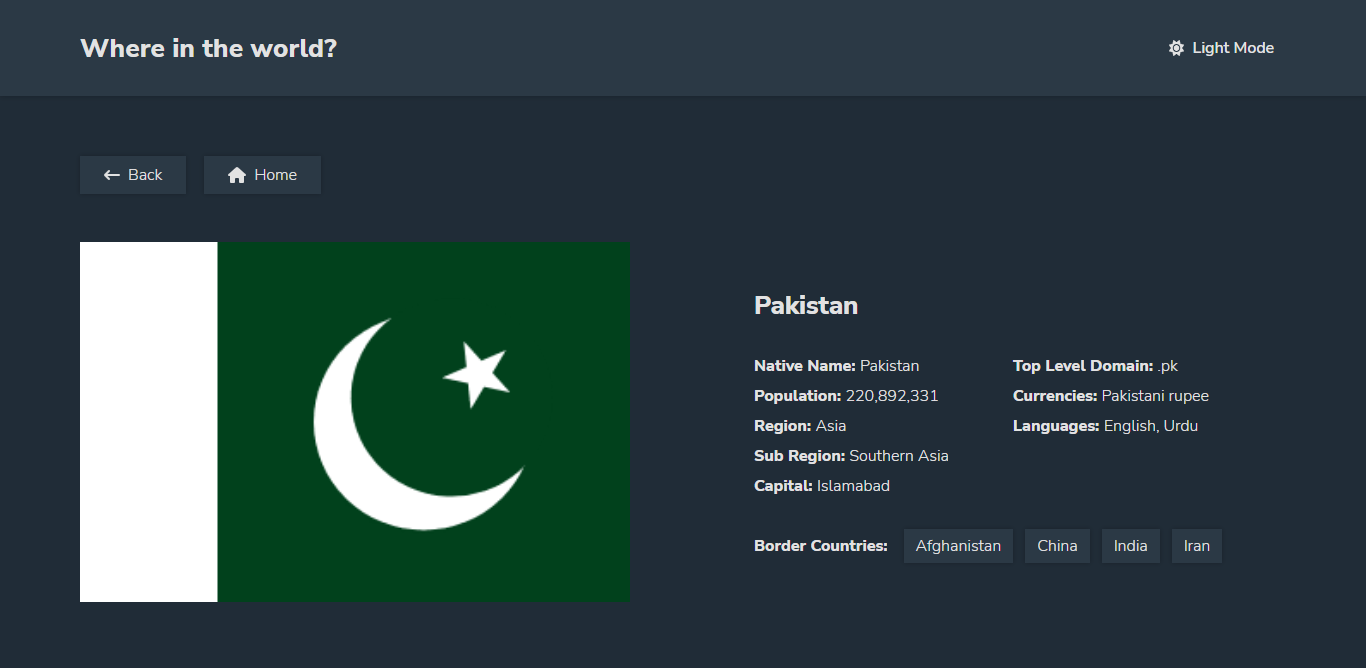 Where in the world?
Light Mode
Back
Home
Pakistan
Native Name: Pakistan
Population: 220,892,331
Region: Asia
Sub Region: Southern Asia
Capital: Islamabad
Top Level Domain: .pk
Currencies: Pakistani rupee
Languages: English, Urdu
Border Countries: Afghanistan China India Iran